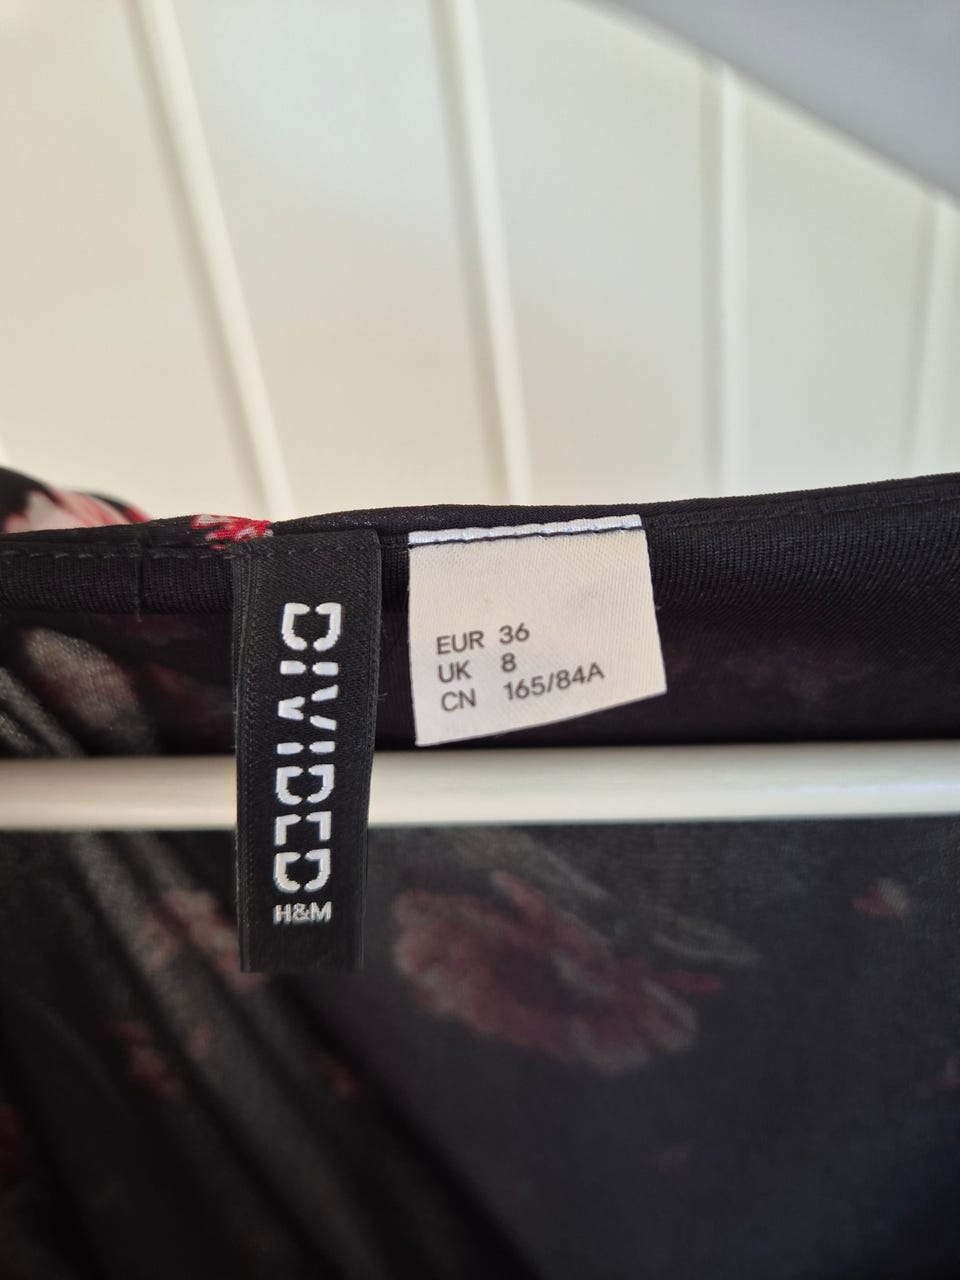 DIVIDED
H&M
EUR 36
UK 8
CN 165/84A